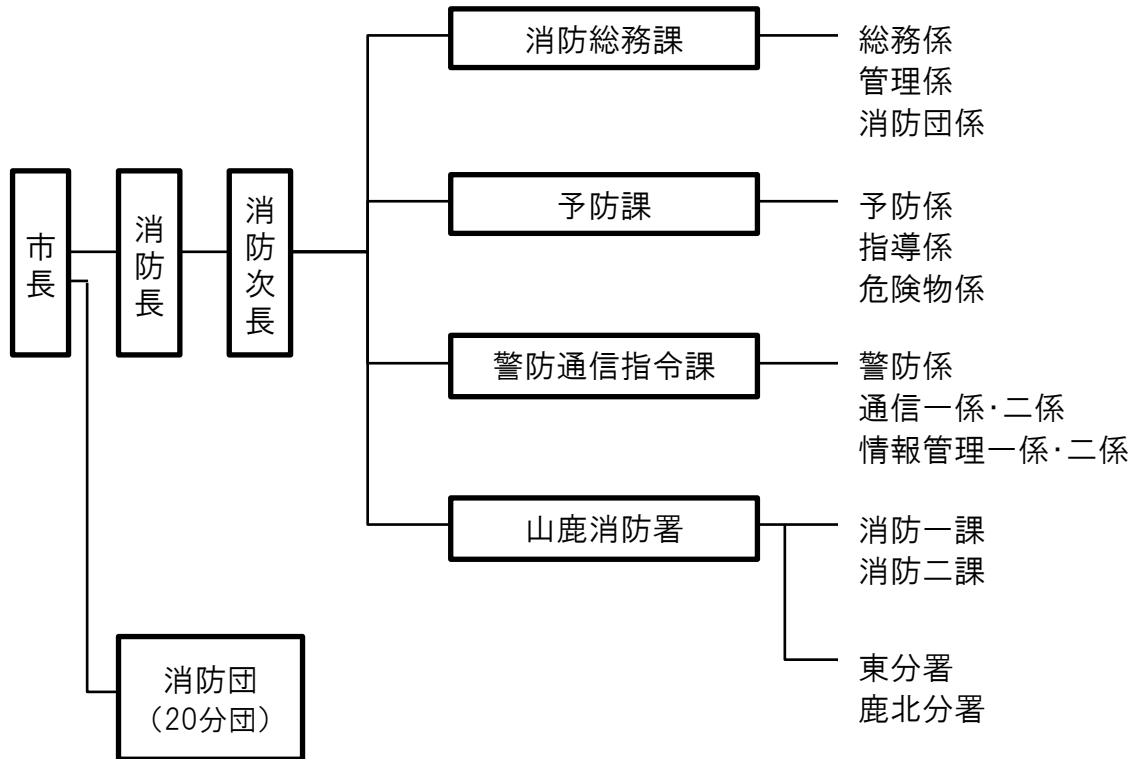 市長
消防長
消防次長
消防総務課
総務係
管理係
消防団係
予防課
予防係
指導係
危険物係
警防通信指令課
警防係
通信一係・二係
情報管理一係・二係
山鹿消防署
消防一課
消防二課
東分署
鹿北分署
消防団
（20分団）